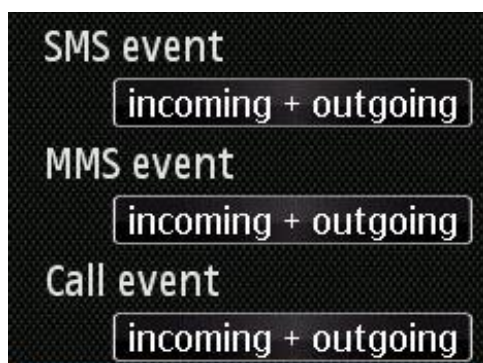 SMS event
incoming + outgoing
MMS event
incoming + outgoing
Call event
incoming + outgoing